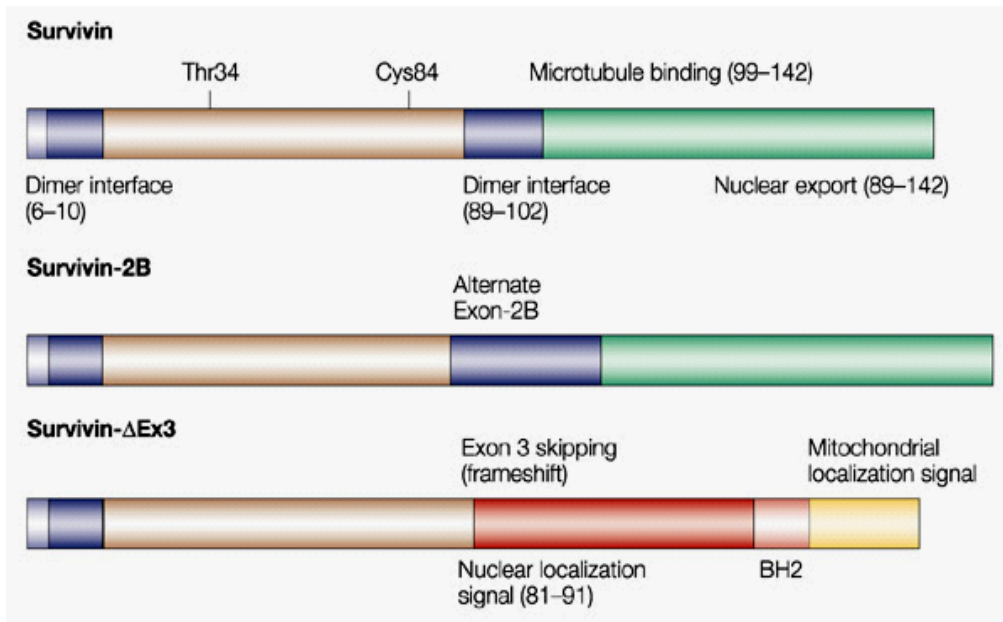 Survivin
Thr34
Cys84
Microtubule binding (99–142)
Dimer interface
(6–10)
Dimer interface
(89–102)
Nuclear export (89–142)
Survivin-2B
Alternate
Exon-2B
Survivin-ΔEx3
Exon 3 skipping
(frameshift)
Mitochondrial
localization signal
Nuclear localization
signal (81–91)
BH2